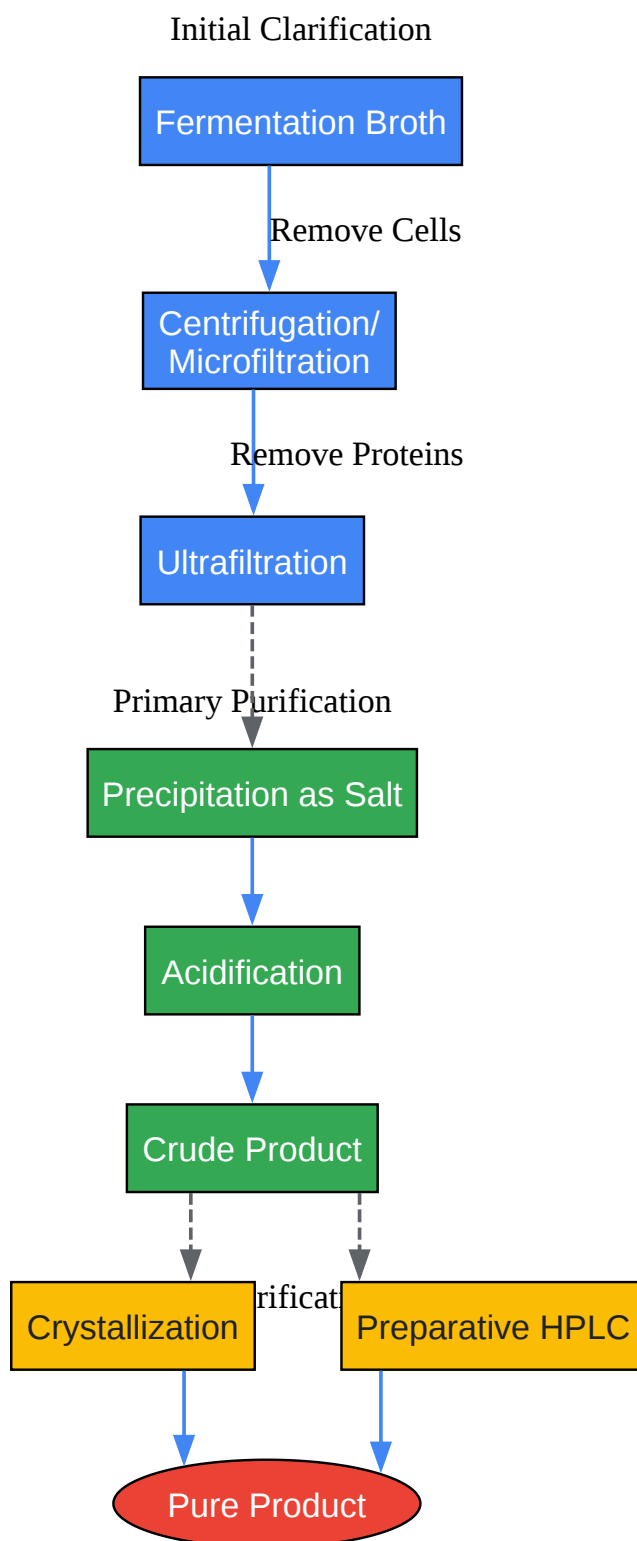 Initial Clarification
Fermentation Broth
Remove Cells
Centrifugation/
Microfiltration
Remove Proteins
Ultrafiltration
Primary Purification
Precipitation as Salt
Acidification
Crude Product
Crystallization
Preparative HPLC
Pure Product